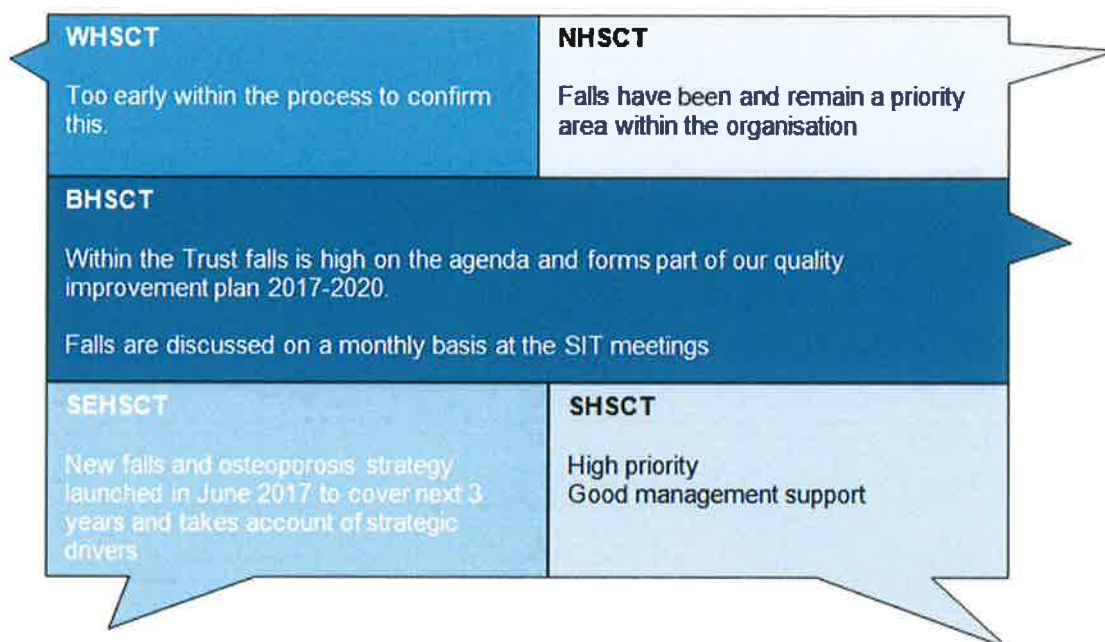 WHSCT
Too early within the process to confirm
this.
NHSCT
Falls have been and remain a priority
area within the organisation
BHSCT
Within the Trust falls is high on the agenda and forms part of our quality
improvement plan 2017-2020.
Falls are discussed on a monthly basis at the SIT meetings
SEHSCT
New falls and osteoporosis strategy
launched in June 2017 to cover next 3
years and takes account of strategic
drivers
SHSCT
High priority
Good management support